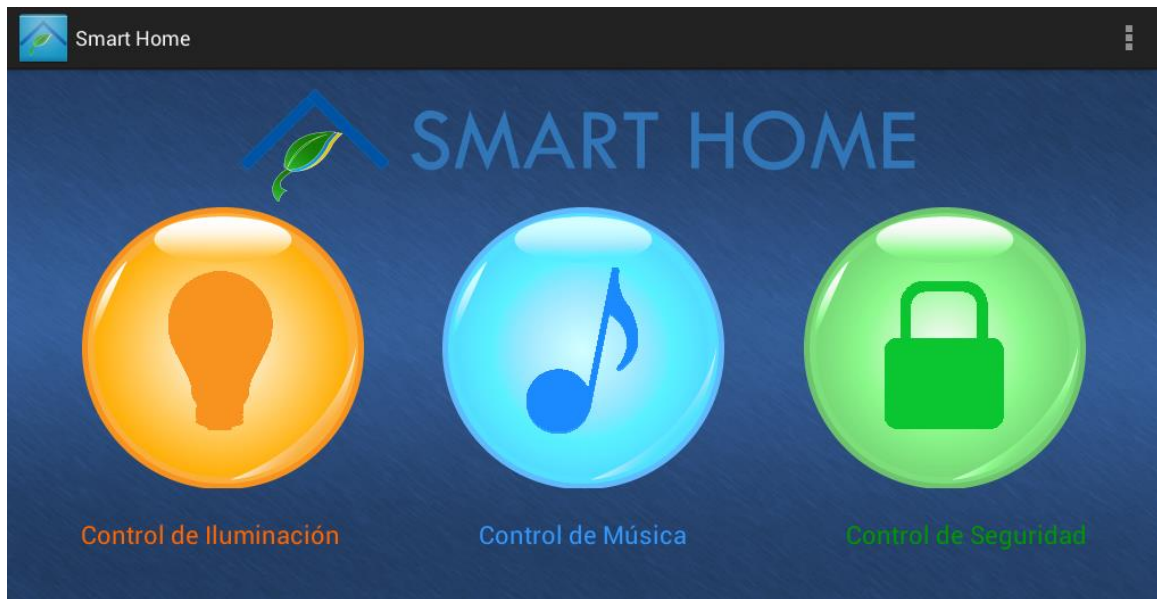 Smart Home
SMART HOME
Control de Iluminación
Control de Música
Control de Seguridad